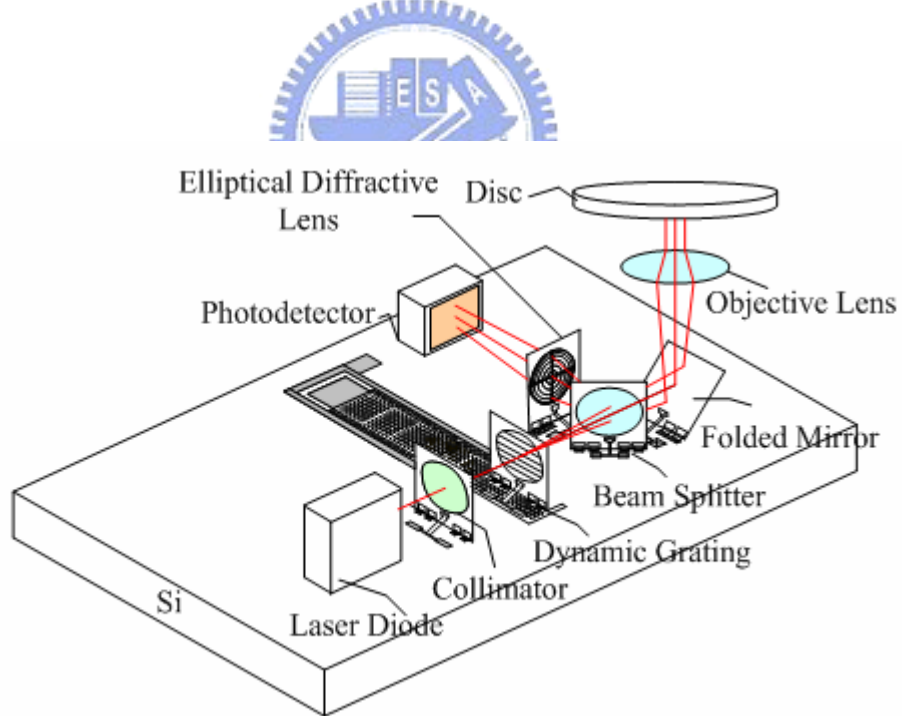 E S A
Elliptical Diffractive
Lens
Disc
Photodetector
Objective Lens
Folded Mirror
Beam Splitter
Dynamic Grating
Collimator
Laser Diode
Si